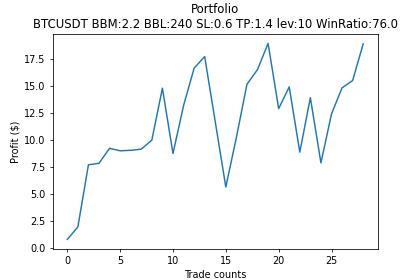 Portfolio
BTCUSDT BBM:2.2 BBL:240 SL:0.6 TP:1.4 lev:10 WinRatio:76.0
17.5
15.0
12.5
10.0
7.5
5.0
2.5
0.0
Profit ($)
0 5 10 15 20 25
Trade counts